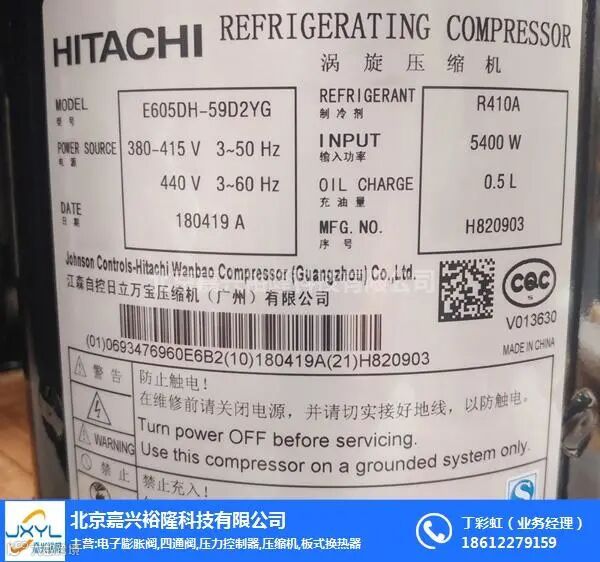 HITACHI REFRIGERATING COMPRESSOR
涡旋压缩机
MODEL 型号 E605DH-59D2YG
POWER SOURCE 电源 380-415 V 3~50 Hz
440 V 3~60 Hz
DATE 日期 180419 A
REFRIGERANT 制冷剂 R410A
INPUT 输入功率 5400 W
OIL CHARGE 充油量 0.5 L
MFG. NO. 序号 H820903
Johnson Controls-Hitachi Wanbao Compressor (Guangzhou) Co.,Ltd.
江森自控日立万宝压缩机（广州）有限公司
CQC
S
V013630
MADE IN CHINA
(01)0693476960E6B2(10)180419A(21)H820903
警告
WARNING
防止触电!
在维修前请关闭电源，并请切实接好地线，以防触电。
Turn power OFF before servicing.
Use this compressor on a grounded system only.
禁止
禁止充入!
JXYL
北京嘉兴裕隆科技有限公司
主营:电子膨胀阀,四通阀,压力控制器,压缩机,板式换热器
丁彩虹（业务经理）
18612279159